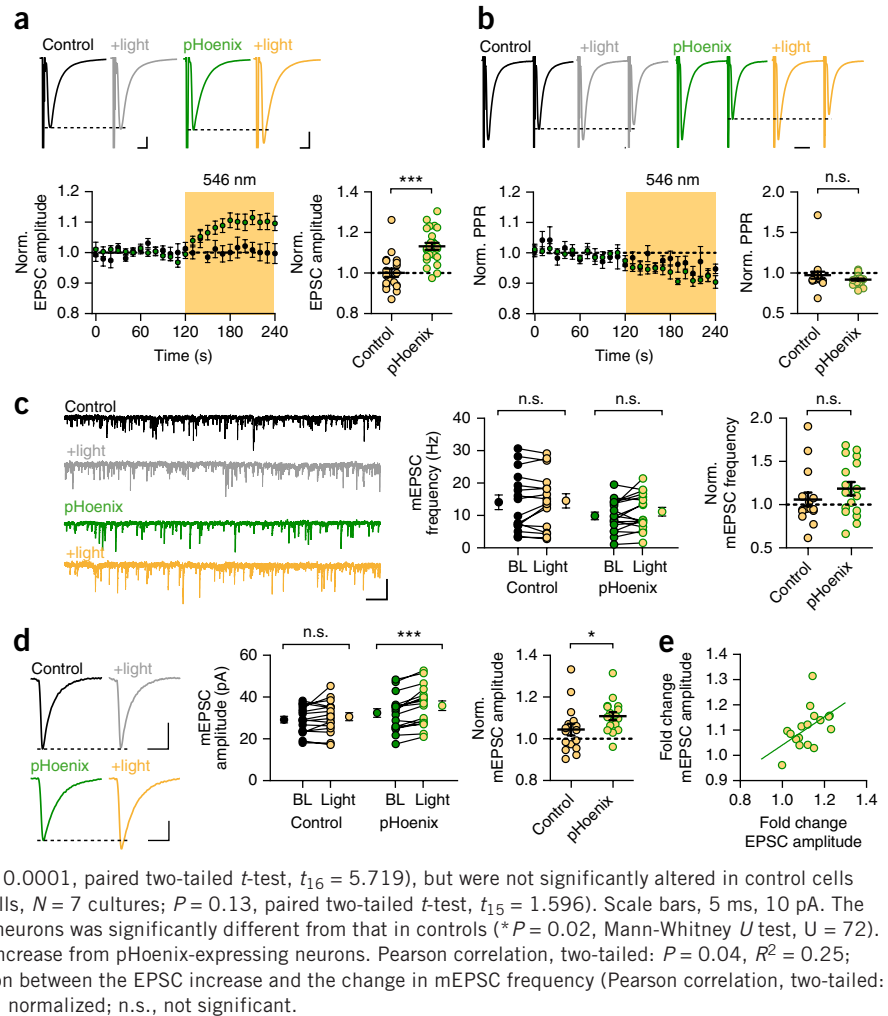 a
Control
+light
pHoenix
+light
546 nm
Norm.
EPSC amplitude
1.2
1.1
1.0
0.9
0.8
0
60
120
180
240
Time (s)
***
Norm.
EPSC amplitude
1.4
1.2
1.0
0.8
Control
pHoenix
b
Control
+light
pHoenix
+light
546 nm
Norm. PPR
1.2
1.1
1.0
0.9
0.8
0
60
120
180
240
Time (s)
n.s.
Norm. PPR
2.0
1.5
1.0
0.5
Control
pHoenix
c
Control
+light
pHoenix
+light
n.s.
n.s.
mEPSC
frequency (Hz)
40
30
20
10
0
BL Light BL Light
Control pHoenix
n.s.
Norm.
mEPSC frequency
2.0
1.5
1.0
0.5
Control
pHoenix
d
Control
+light
pHoenix
+light
n.s.
***
mEPSC
amplitude (pA)
60
40
20
0
BL Light BL Light
Control pHoenix
*
Norm.
mEPSC amplitude
1.4
1.2
1.0
0.8
Control
pHoenix
e
Fold change
mEPSC amplitude
1.4
1.3
1.2
1.1
1.0
0.9
0.8
1.0
1.2
1.4
Fold change
EPSC amplitude
0.0001, paired two-tailed t-test, t16 = 5.719), but were not significantly altered in control cells
lls, N = 7 cultures; P = 0.13, paired two-tailed t-test, t15 = 1.596). Scale bars, 5 ms, 10 pA. The
neurons was significantly different from that in controls (*P = 0.02, Mann-Whitney U test, U = 72).
ncrease from pHoenix-expressing neurons. Pearson correlation, two-tailed: P = 0.04, R2 = 0.25;
on between the EPSC increase and the change in mEPSC frequency (Pearson correlation, two-tailed:
normalized; n.s., not significant.